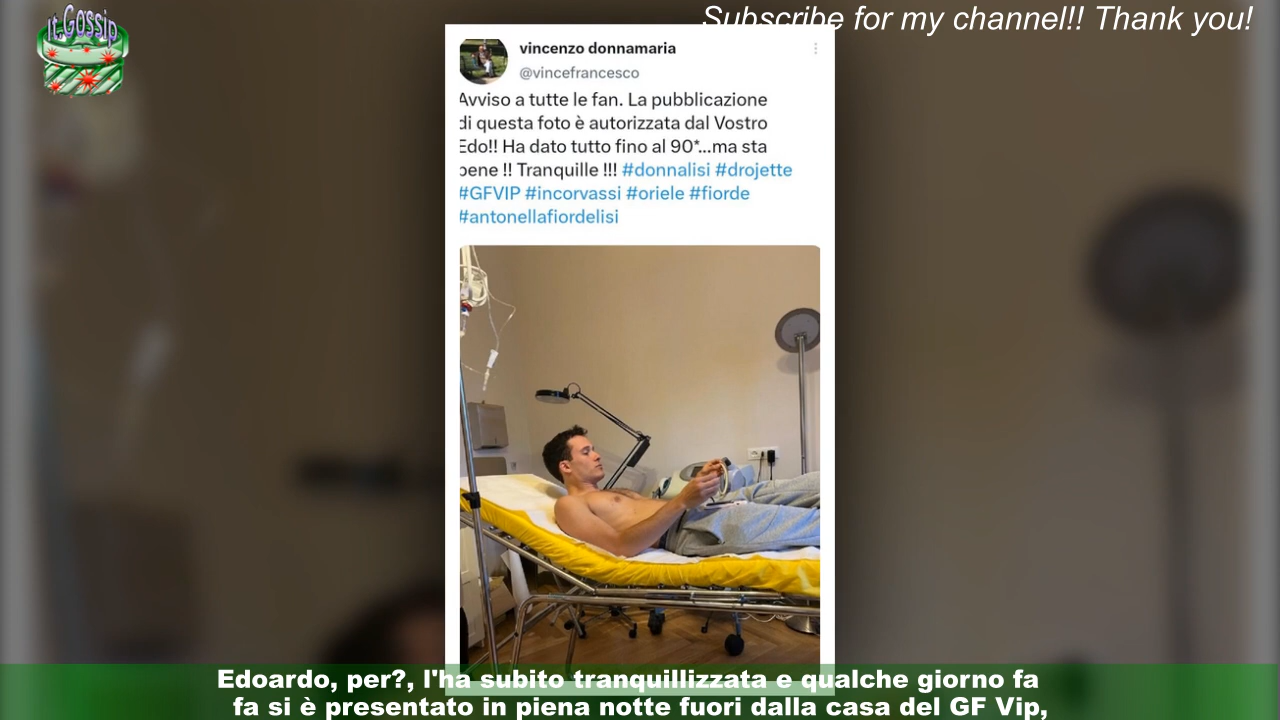 It.Gossip
Subscribe for my channel!! Thank you!
vincenzo donnamaria
@vincefrancesco
Avviso a tutte le fan. La pubblicazione
di questa foto è autorizzata dal Vostro
Edo!! Ha dato tutto fino al 90*...ma sta
bene !! Tranquille !!! #donnalisi #drojette
#GFVIP #incorvassi #oriele #fiorde
#antonellafiordelisi
Edoardo, per?, l'ha subito tranquillizzata e qualche giorno fa
fa si è presentato in piena notte fuori dalla casa del GF Vip,